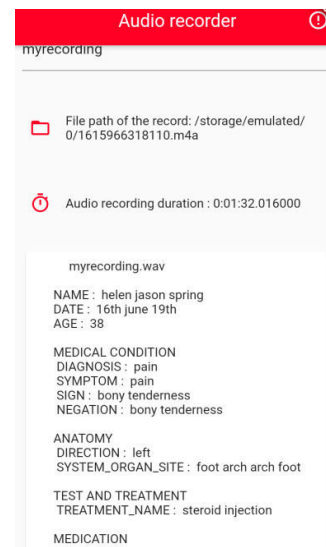 Audio recorder
myrecording
File path of the record: /storage/emulated/
0/1615966318110.m4a
Audio recording duration : 0:01:32.016000
myrecording.wav
NAME : helen jason spring
DATE : 16th june 19th
AGE : 38
MEDICAL CONDITION
DIAGNOSIS : pain
SYMPTOM : pain
SIGN : bony tenderness
NEGATION : bony tenderness
ANATOMY
DIRECTION : left
SYSTEM_ORGAN_SITE : foot arch arch foot
TEST AND TREATMENT
TREATMENT_NAME : steroid injection
MEDICATION